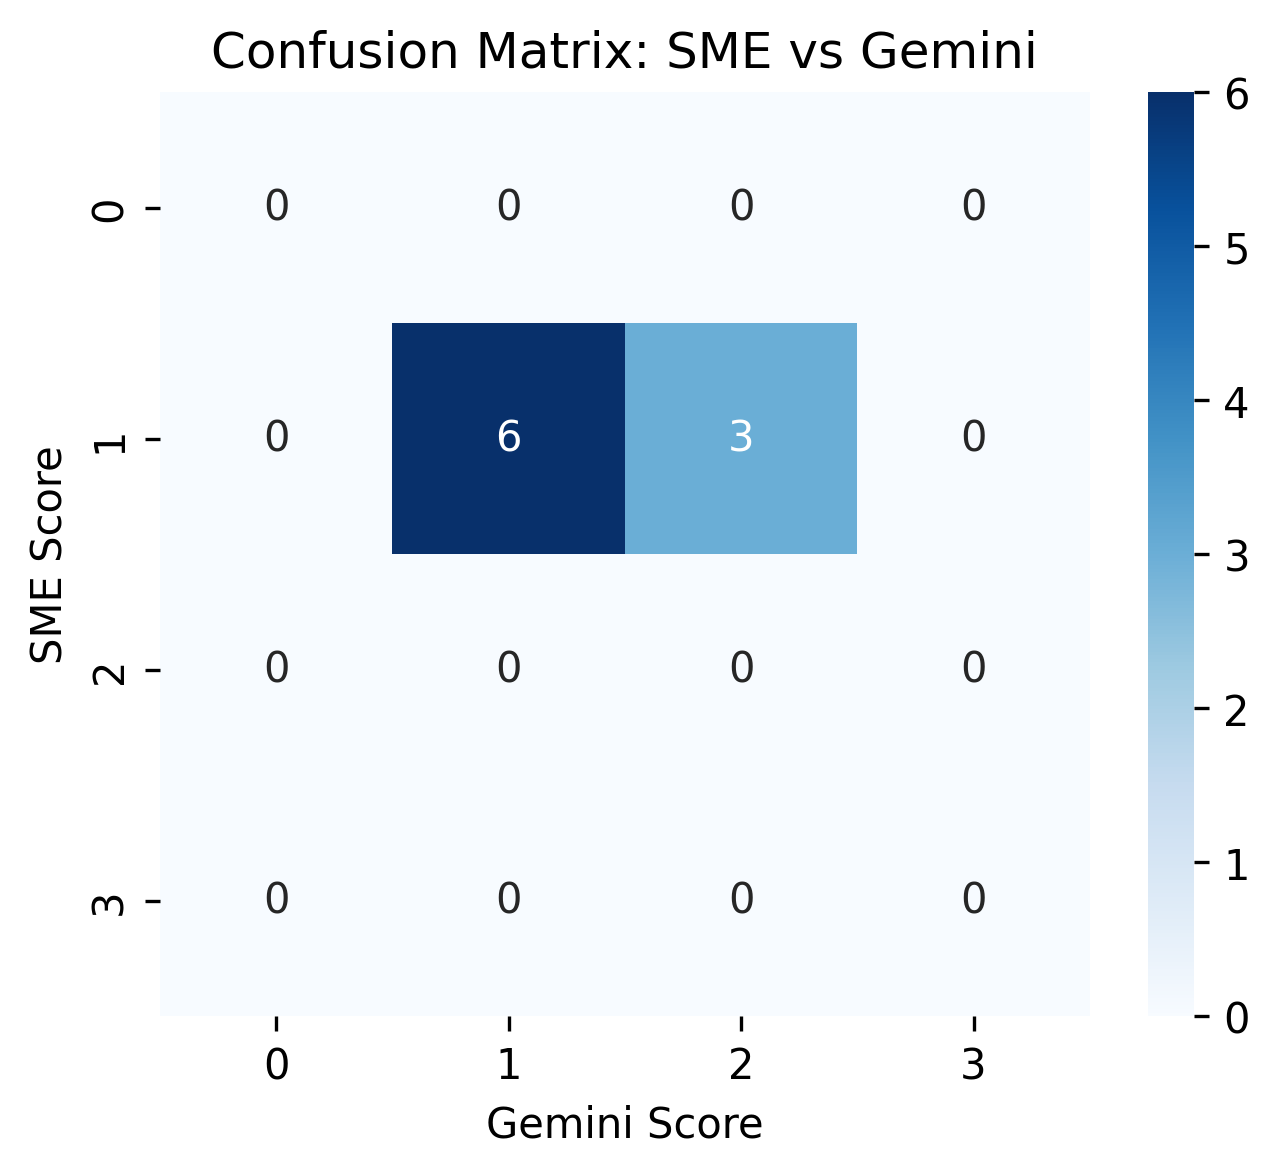 Confusion Matrix: SME vs Gemini
0 0 0 0 0
1 0 6 3 0
2 0 0 0 0
3 0 0 0 0
0 1 2 3
SME Score
Gemini Score
6
5
4
3
2
1
0